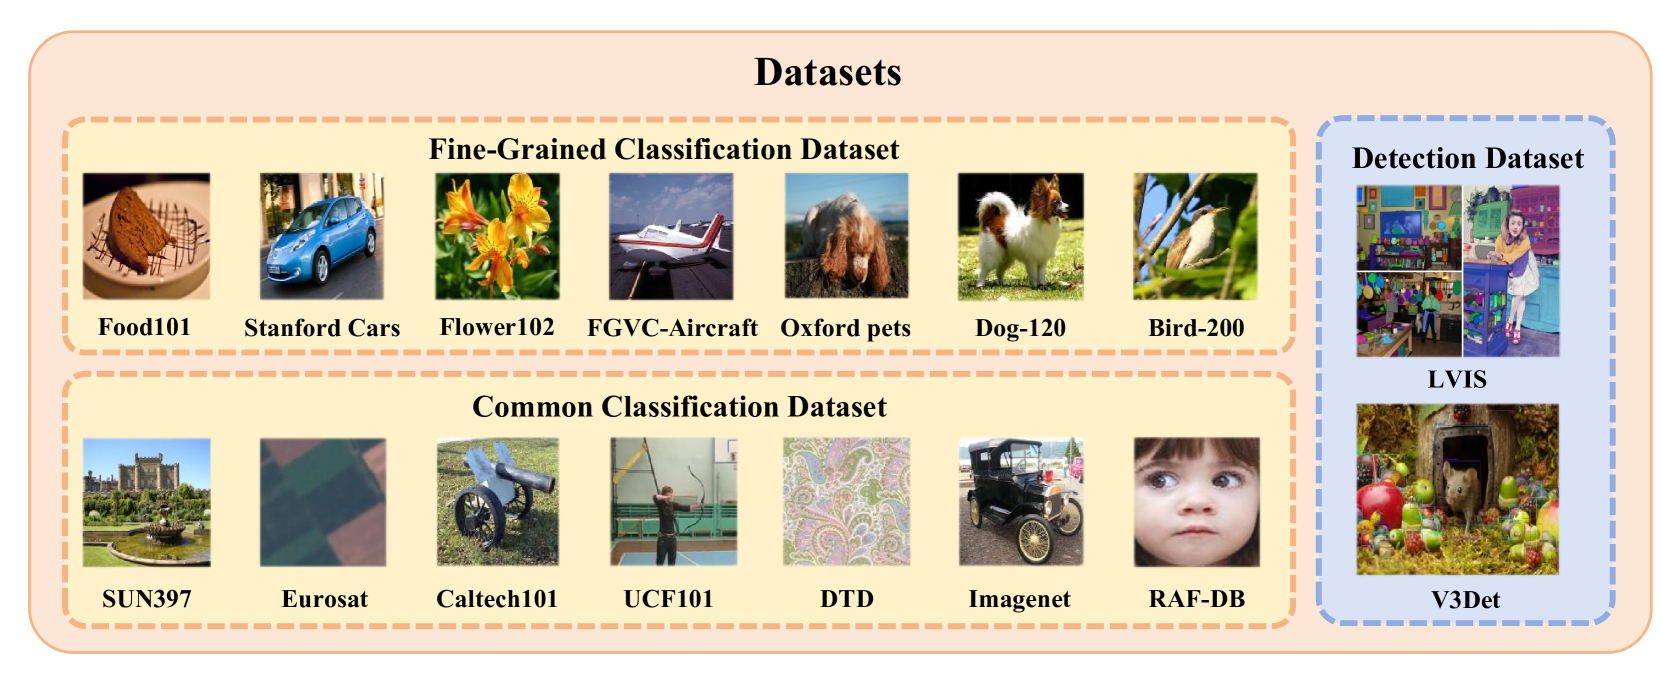 Datasets
Fine-Grained Classification Dataset
Food101
Stanford Cars
Flower102
FGVC-Aircraft
Oxford pets
Dog-120
Bird-200
Common Classification Dataset
SUN397
Eurosat
Caltech101
UCF101
DTD
Imagenet
RAF-DB
Detection Dataset
LVIS
V3Det